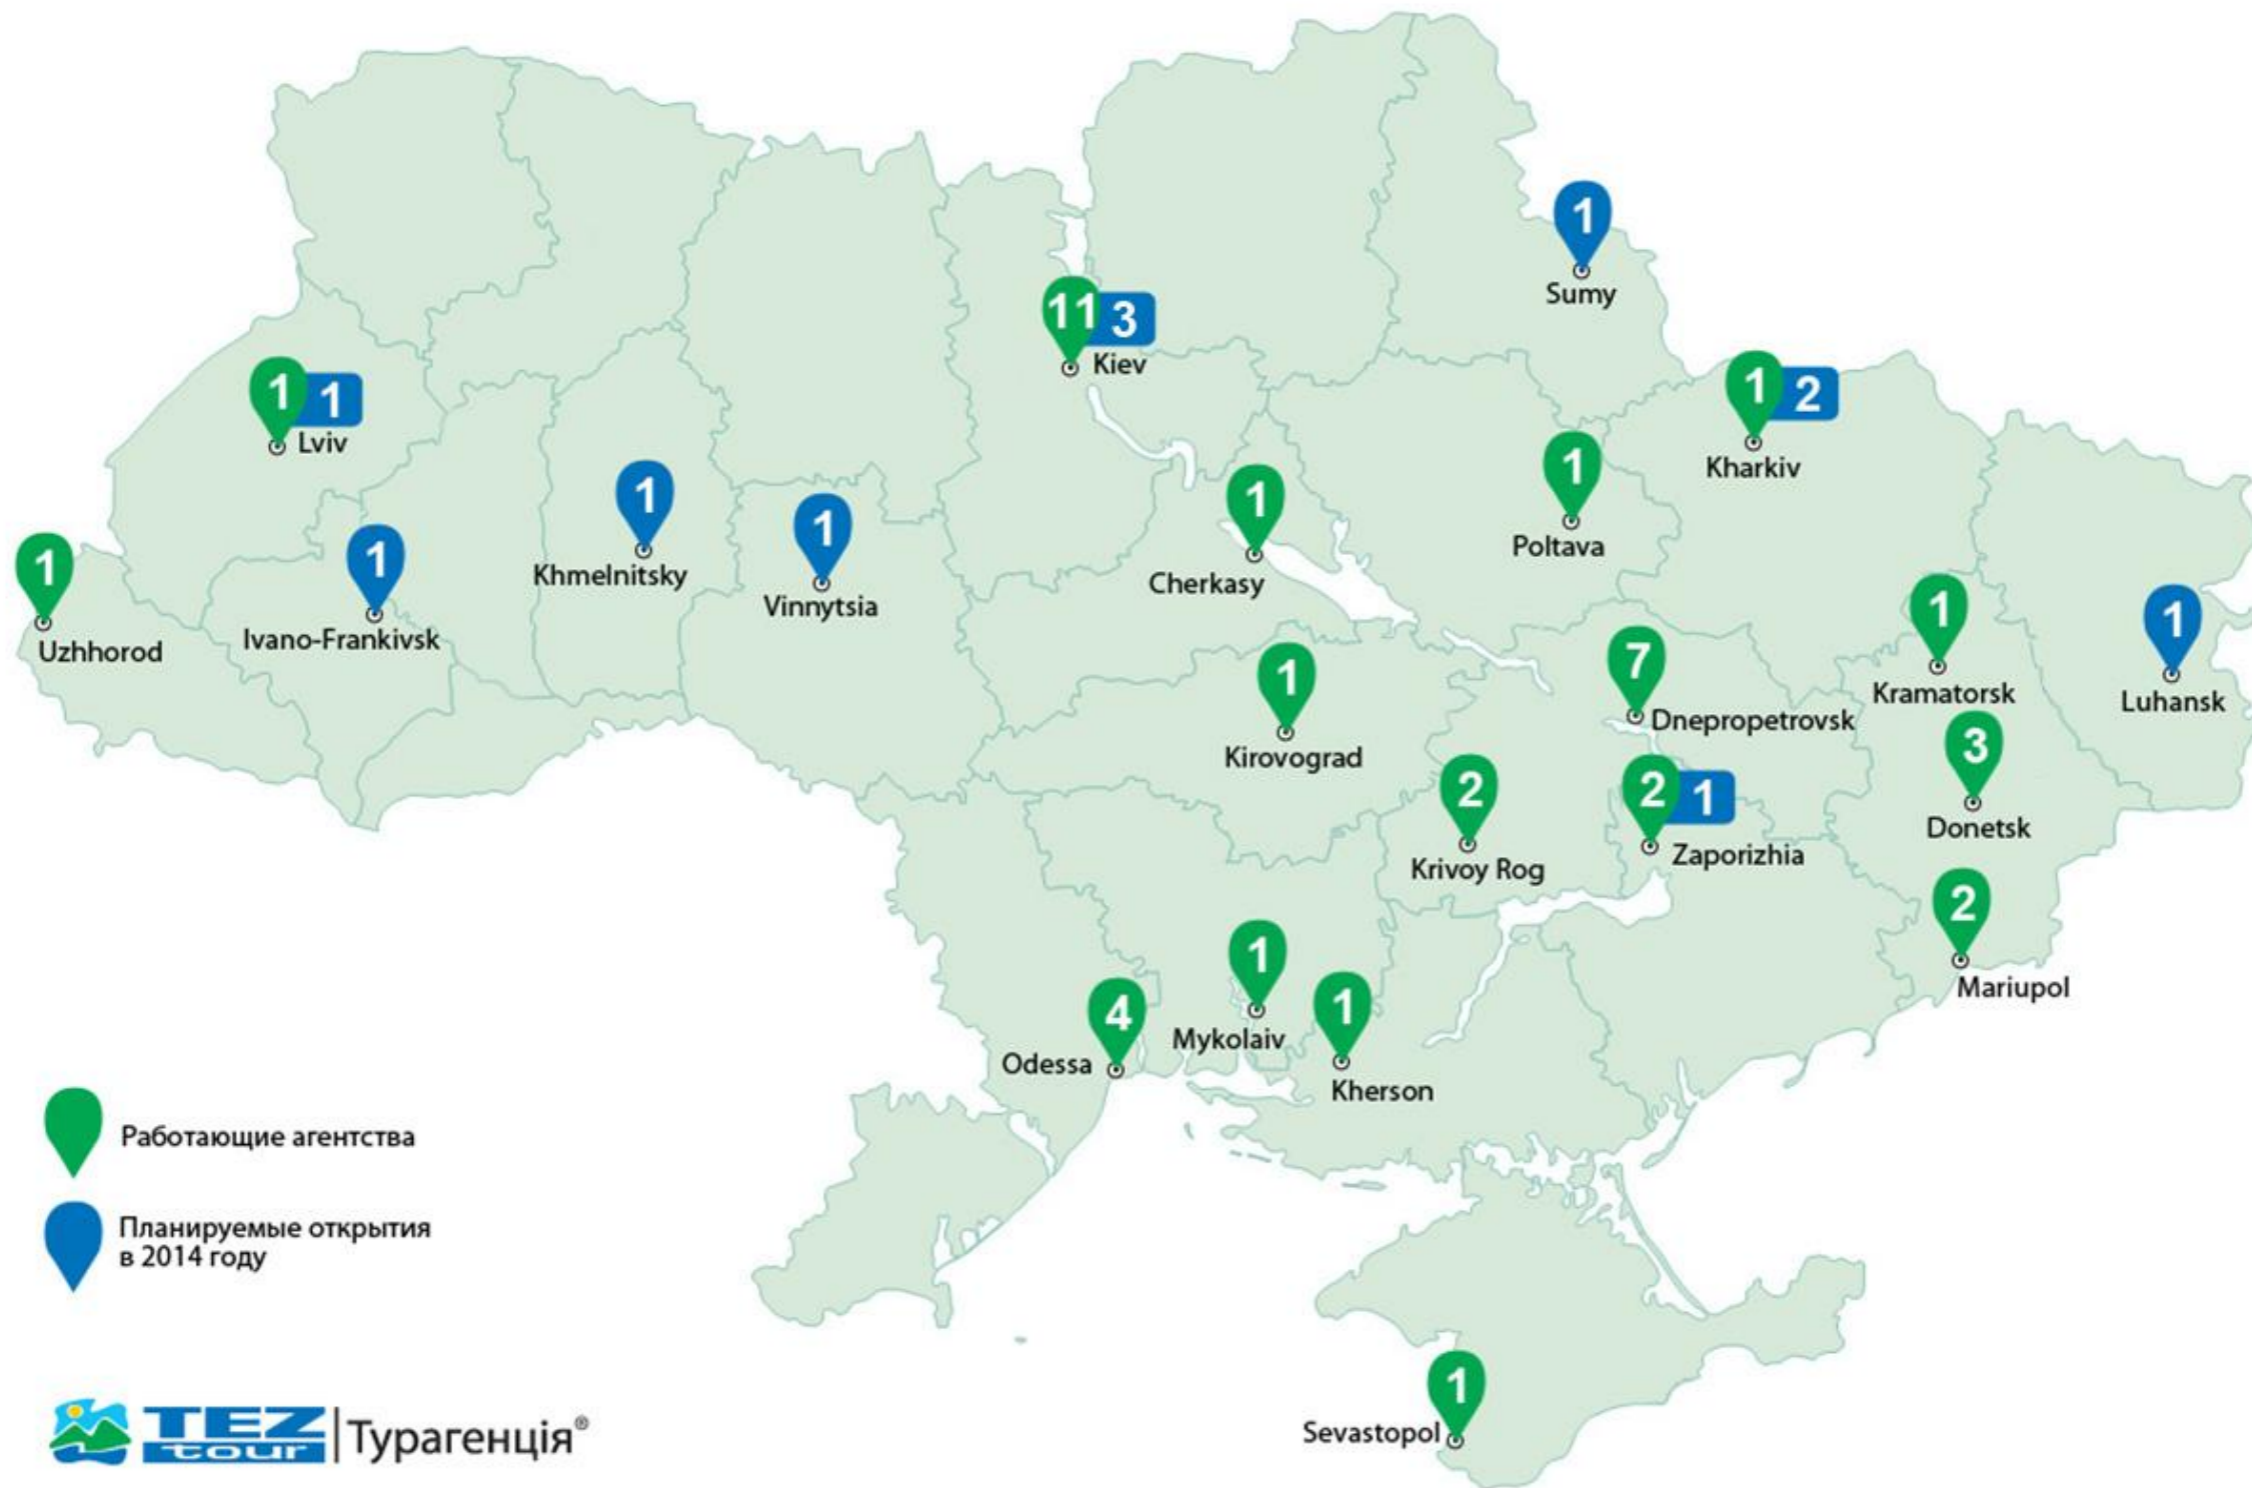 1
Sumy
11 3
Kiev
1 1
Lviv
1 2
Kharkiv
1
Poltava
1
Cherkasy
1
Khmelnitsky
1
Vinnytsia
1
Ivano-Frankivsk
1
Uzhhorod
1
Kramatorsk
1
Luhansk
7
Dnepropetrovsk
1
Kirovograd
3
Donetsk
2
Krivoy Rog
2 1
Zaporizhia
2
Mariupol
1
Mykolaiv
4
Odessa
1
Kherson
1
Sevastopol
Работающие агентства
Планируемые открытия
в 2014 году
TEZ
tour
Турагенція®